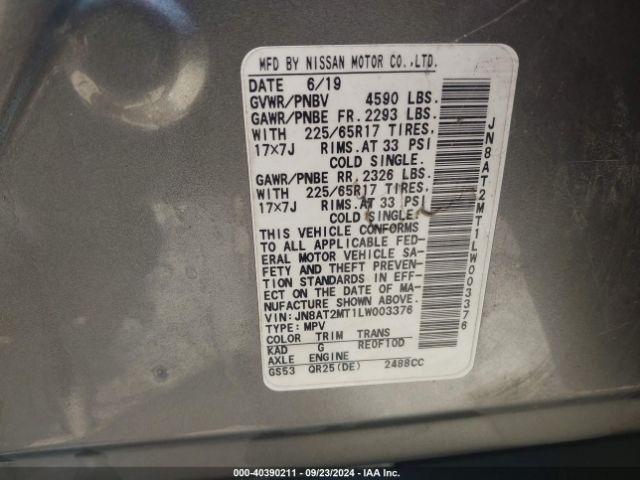 MFD BY NISSAN MOTOR CO.,LTD.
DATE 6/19
GVWR/PNBV 4590 LBS.
GAWR/PNBE FR. 2293 LBS.
WITH 225/65R17 TIRES,
17×7J RIMS.AT 33 PSI
COLD SINGLE.
GAWR/PNBE RR. 2326 LBS.
WITH 225/65R17 TIRES,
17×7J RIMS.AT 33 PSI
COLD SINGLE.
THIS VEHICLE CONFORMS
TO ALL APPLICABLE FED-
ERAL MOTOR VEHICLE SA-
FETY AND THEFT PREVEN-
TION STANDARDS IN EFF-
ECT ON THE DATE OF MA-
NUFACTURE SHOWN ABOVE.
VIN: JN8AT2MT1LW003376
TYPE: MPV
COLOR TRIM TRANS
KAD G RE0F10D
AXLE ENGINE
GS53 QR25(DE) 2488CC
JN8AT2MT1LW003376
000-40390211 - 09/23/2024 - IAA Inc.